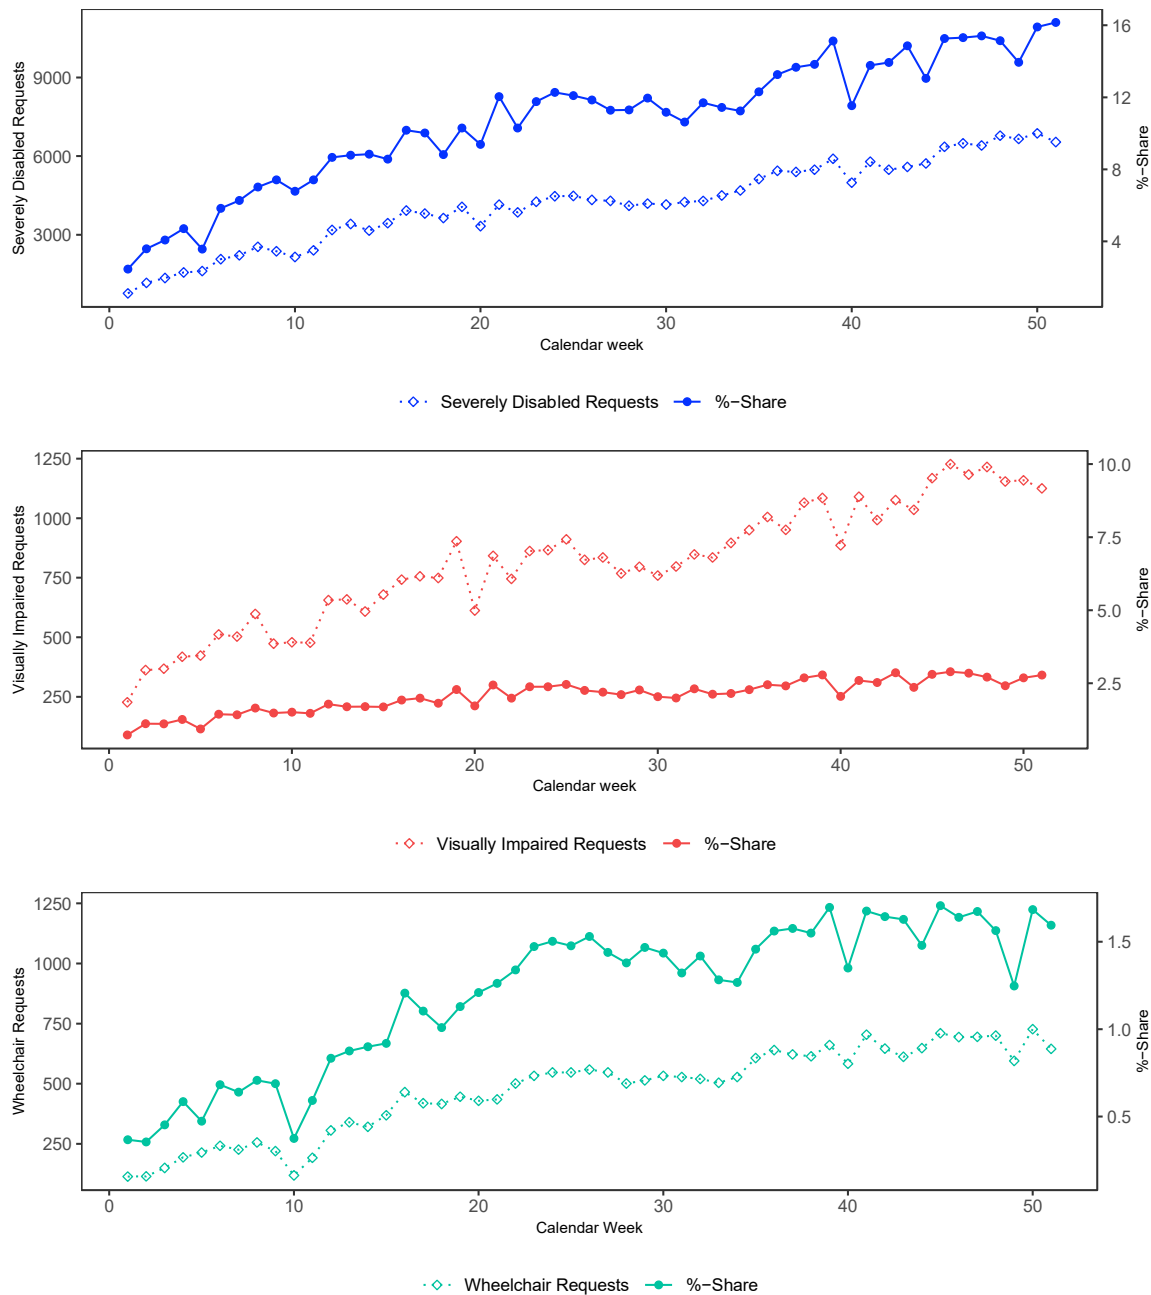 Severely Disabled Requests
9000
6000
3000
16
12
8
4
%−Share
0 10 20 30 40 50
Calendar week
Severely Disabled Requests %−Share
Visually Impaired Requests
1250
1000
750
500
250
10.0
7.5
5.0
2.5
%−Share
0 10 20 30 40 50
Calendar week
Visually Impaired Requests %−Share
Wheelchair Requests
1250
1000
750
500
250
1.5
1.0
0.5
%−Share
0 10 20 30 40 50
Calendar Week
Wheelchair Requests %−Share